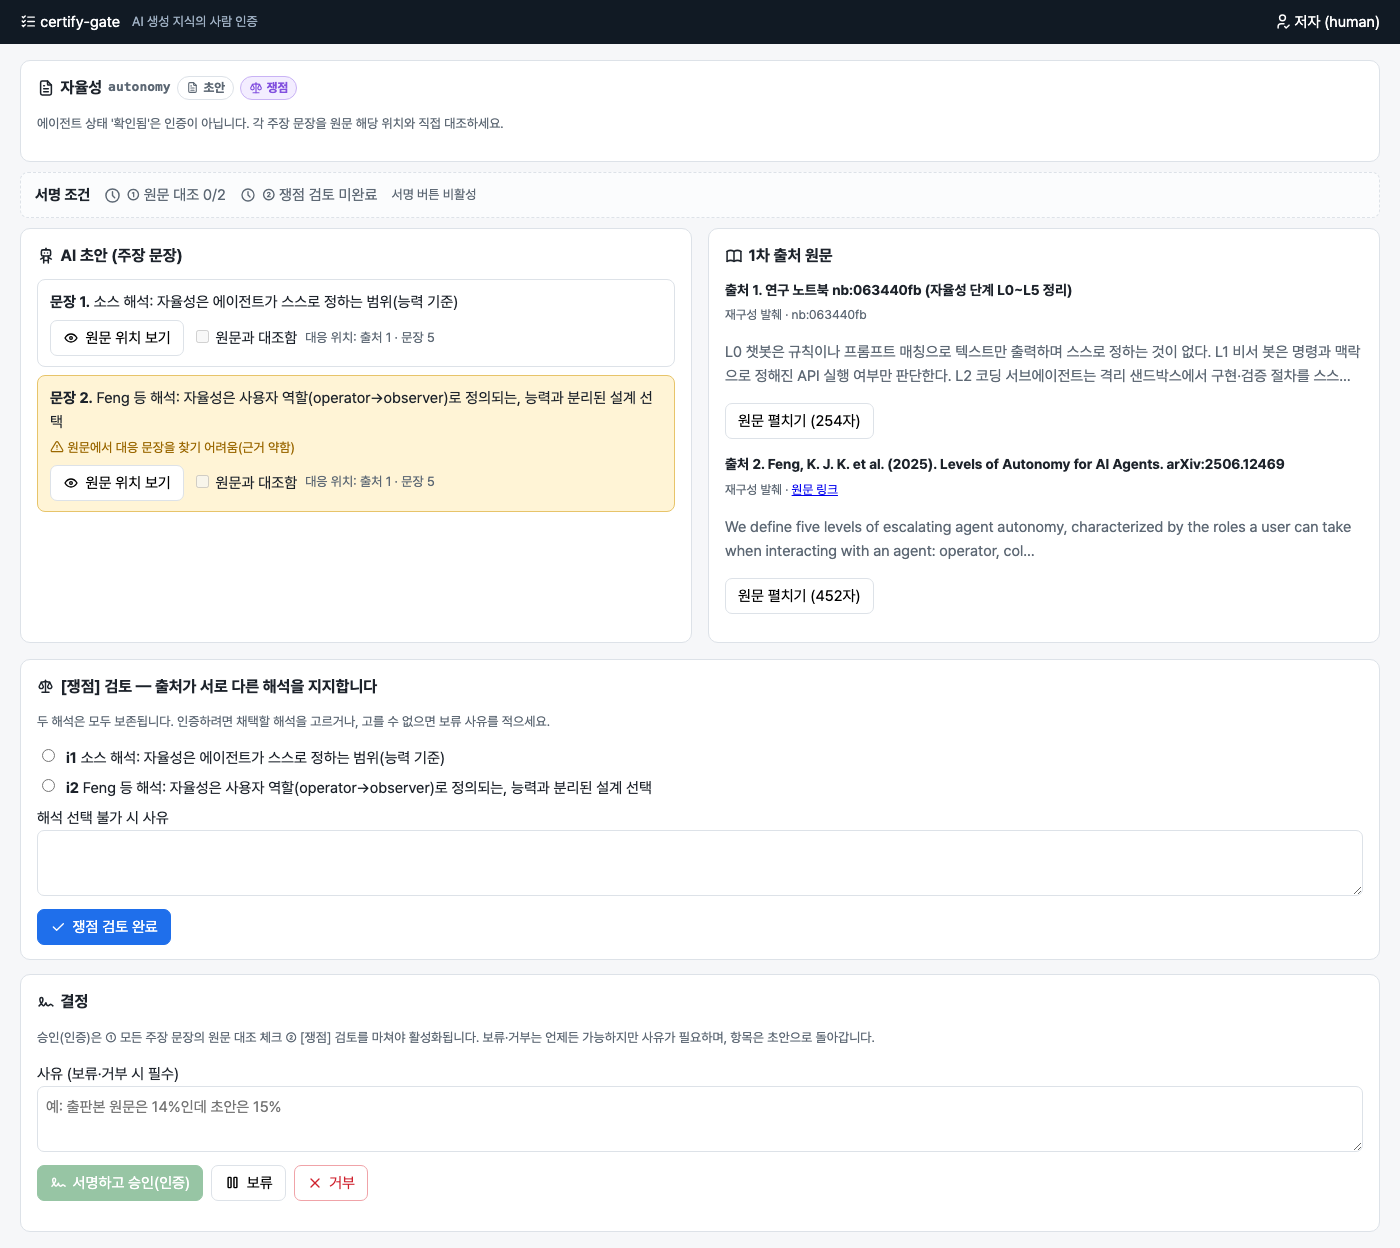 certify-gate AI 생성 지식의 사람 인증
저자 (human)
자율성 autonomy 초안 쟁점
에이전트 상태 '확인됨'은 인증이 아닙니다. 각 주장 문장을 원문 해당 위치와 직접 대조하세요.
서명 조건 ① 원문 대조 0/2 ② 쟁점 검토 미완료 서명 버튼 비활성
AI 초안 (주장 문장)
문장 1. 소스 해석: 자율성은 에이전트가 스스로 정하는 범위(능력 기준)
원문 위치 보기 원문과 대조함 대응 위치: 출처 1 · 문장 5
문장 2. Feng 등 해석: 자율성은 사용자 역할(operator→observer)로 정의되는, 능력과 분리된 설계 선
택
원문에서 대응 문장을 찾기 어려움(근거 약함)
원문 위치 보기 원문과 대조함 대응 위치: 출처 1 · 문장 5
1차 출처 원문
출처 1. 연구 노트북 nb:063440fb (자율성 단계 L0~L5 정리)
재구성 발췌 · nb:063440fb
L0 챗봇은 규칙이나 프롬프트 매칭으로 텍스트만 출력하며 스스로 정하는 것이 없다. L1 비서 봇은 명령과 맥락
으로 정해진 API 실행 여부만 판단한다. L2 코딩 서브에이전트는 격리 샌드박스에서 구현·검증 절차를 스스...
원문 펼치기 (254자)
출처 2. Feng, K. J. K. et al. (2025). Levels of Autonomy for AI Agents. arXiv:2506.12469
재구성 발췌 · 원문 링크
We define five levels of escalating agent autonomy, characterized by the roles a user can take
when interacting with an agent: operator, col...
원문 펼치기 (452자)
[쟁점] 검토 — 출처가 서로 다른 해석을 지지합니다
두 해석은 모두 보존됩니다. 인증하려면 채택할 해석을 고르거나, 고를 수 없으면 보류 사유를 적으세요.
i1 소스 해석: 자율성은 에이전트가 스스로 정하는 범위(능력 기준)
i2 Feng 등 해석: 자율성은 사용자 역할(operator→observer)로 정의되는, 능력과 분리된 설계 선택
해석 선택 불가 시 사유
쟁점 검토 완료
결정
승인(인증)은 ① 모든 주장 문장의 원문 대조 체크 ② [쟁점] 검토를 마쳐야 활성화됩니다. 보류·거부는 언제든 가능하지만 사유가 필요하며, 항목은 초안으로 돌아갑니다.
사유 (보류·거부 시 필수)
예: 출판본 원문은 14%인데 초안은 15%
서명하고 승인(인증) 보류 거부